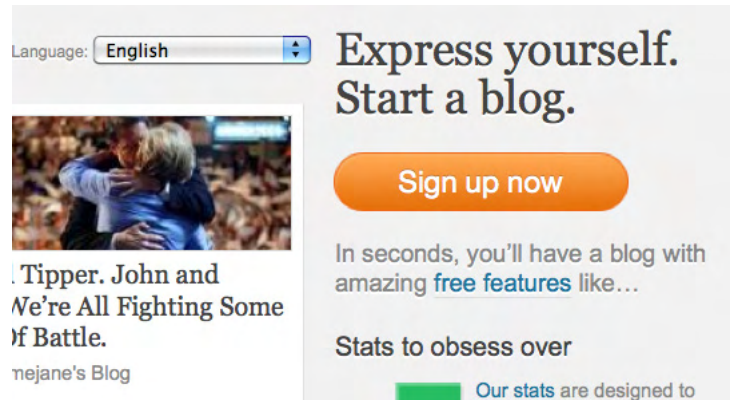 Language: English
Express yourself.
Start a blog.
Sign up now
Tipper. John and
We're All Fighting Some
Of Battle.
mejane's Blog
In seconds, you'll have a blog with
amazing free features like...
Stats to obsess over
Our stats are designed to